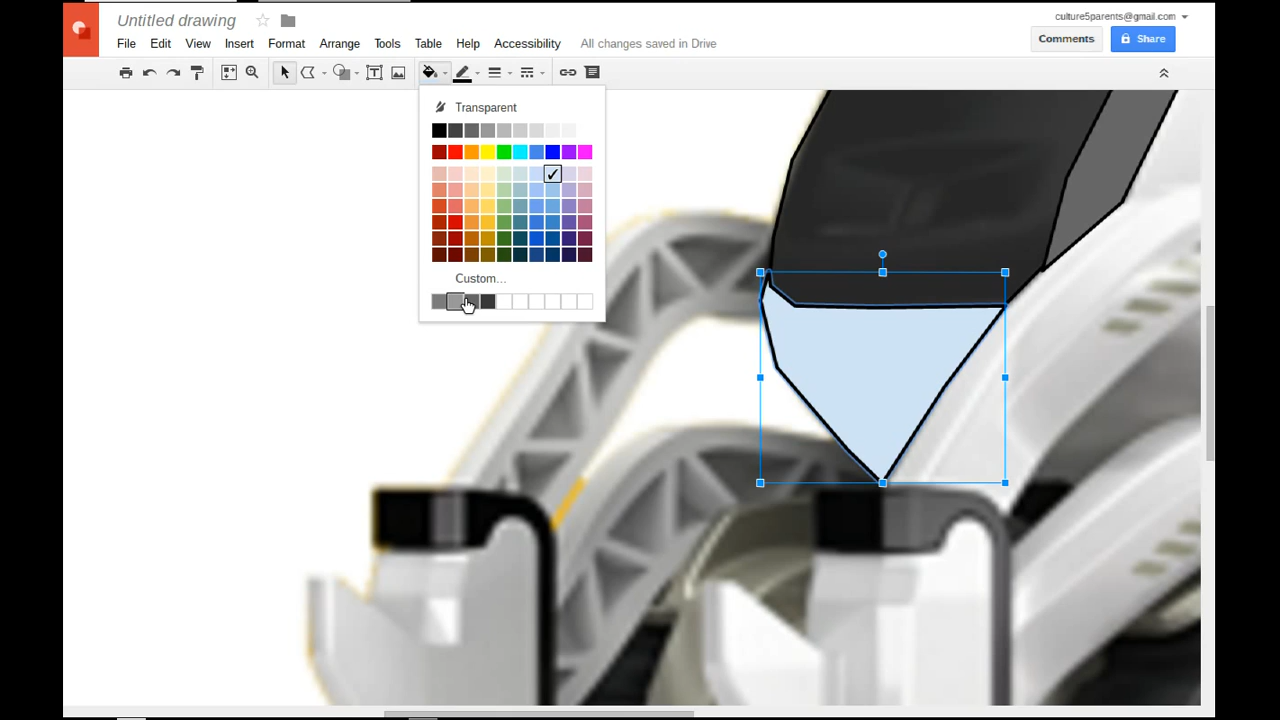 Untitled drawing
culture5parents@gmail.com
File Edit View Insert Format Arrange Tools Table Help Accessibility All changes saved in Drive
Comments Share
Transparent
Custom...